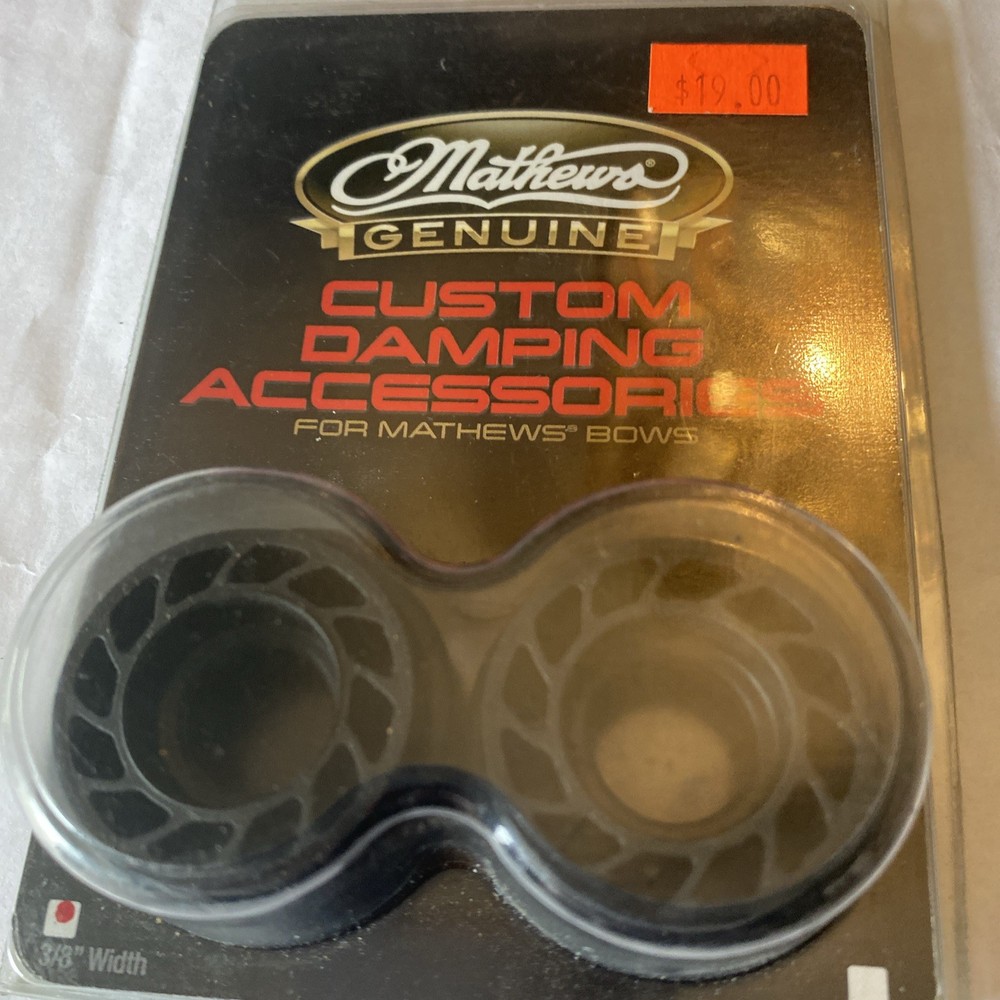 $19.00
Mathews®
GENUINE
CUSTOM
DAMPING
ACCESSORIES
FOR MATHEWS® BOWS
3/8" Width